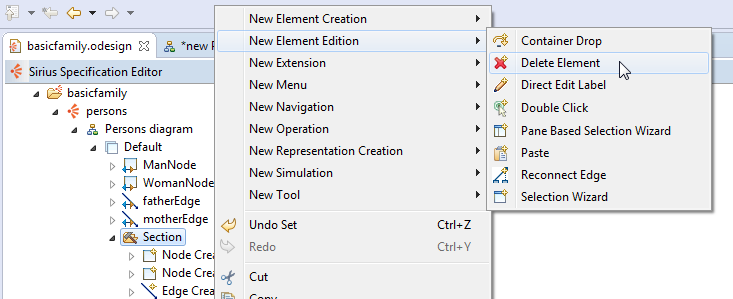 basicfamily.odesign
*new
Sirius Specification Editor
basicfamily
persons
Persons diagram
Default
ManNode
WomanNode
fatherEdge
motherEdge
Section
Node Crea
Node Crea
Edge Crea
New Element Creation
New Element Edition
New Extension
New Menu
New Navigation
New Operation
New Representation Creation
New Simulation
New Tool
Undo Set Ctrl+Z
Redo Ctrl+Y
Cut
Copy
Container Drop
Delete Element
Direct Edit Label
Double Click
Pane Based Selection Wizard
Paste
Reconnect Edge
Selection Wizard